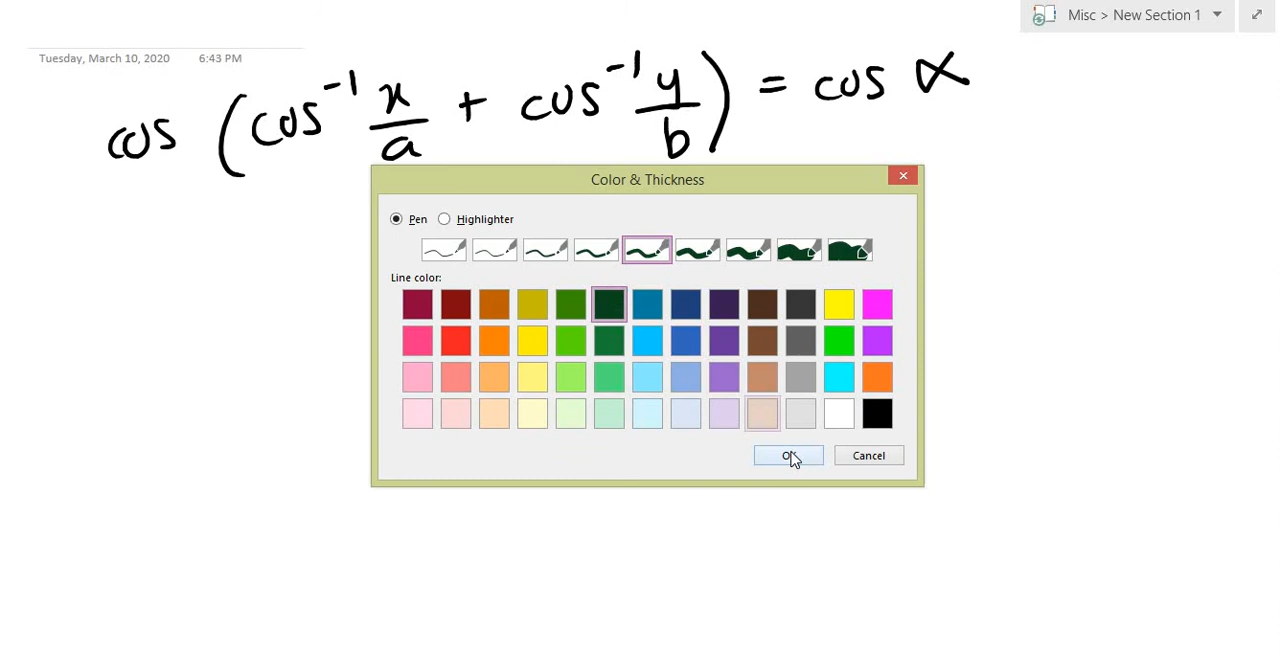 Misc > New Section 1
Tuesday, March 10, 2020 6:43 PM
cos (cos⁻¹ x/a + cos⁻¹ y/b) = cos α
Color & Thickness
Pen Highlighter
Line color:
OK Cancel